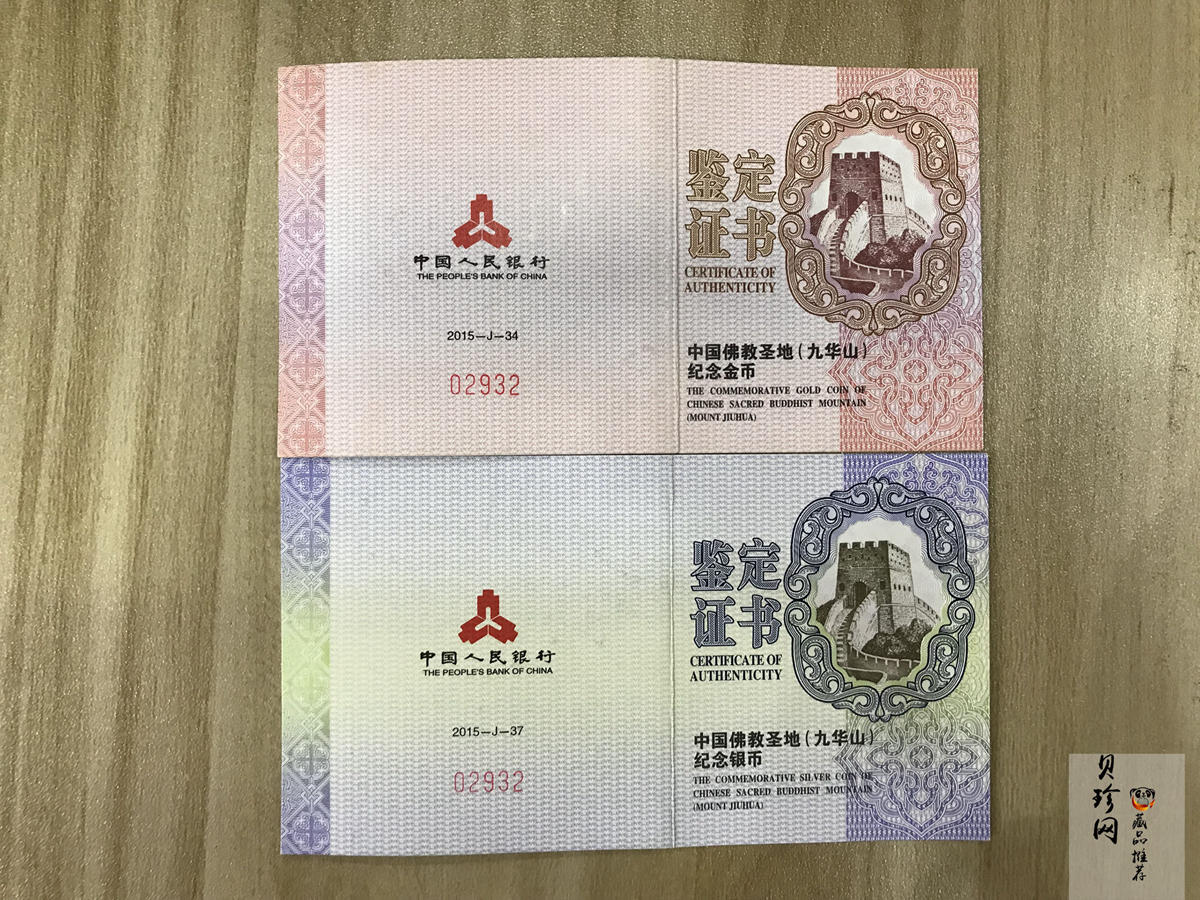 中国人民银行
THE PEOPLE'S BANK OF CHINA
2015—J—34
02932
鉴定
证书
CERTIFICATE OF
AUTHENTICITY
中国佛教圣地(九华山)
纪念金币
THE COMMEMORATIVE GOLD COIN OF
CHINESE SACRED BUDDHIST MOUNTAIN
(MOUNT JIUHUA)
中国人民银行
THE PEOPLE'S BANK OF CHINA
2015—J—37
02932
鉴定
证书
CERTIFICATE OF
AUTHENTICITY
中国佛教圣地(九华山)
纪念银币
THE COMMEMORATIVE SILVER COIN OF
CHINESE SACRED BUDDHIST MOUNTAIN
(MOUNT JIUHUA)
贝珍网
藏品推荐